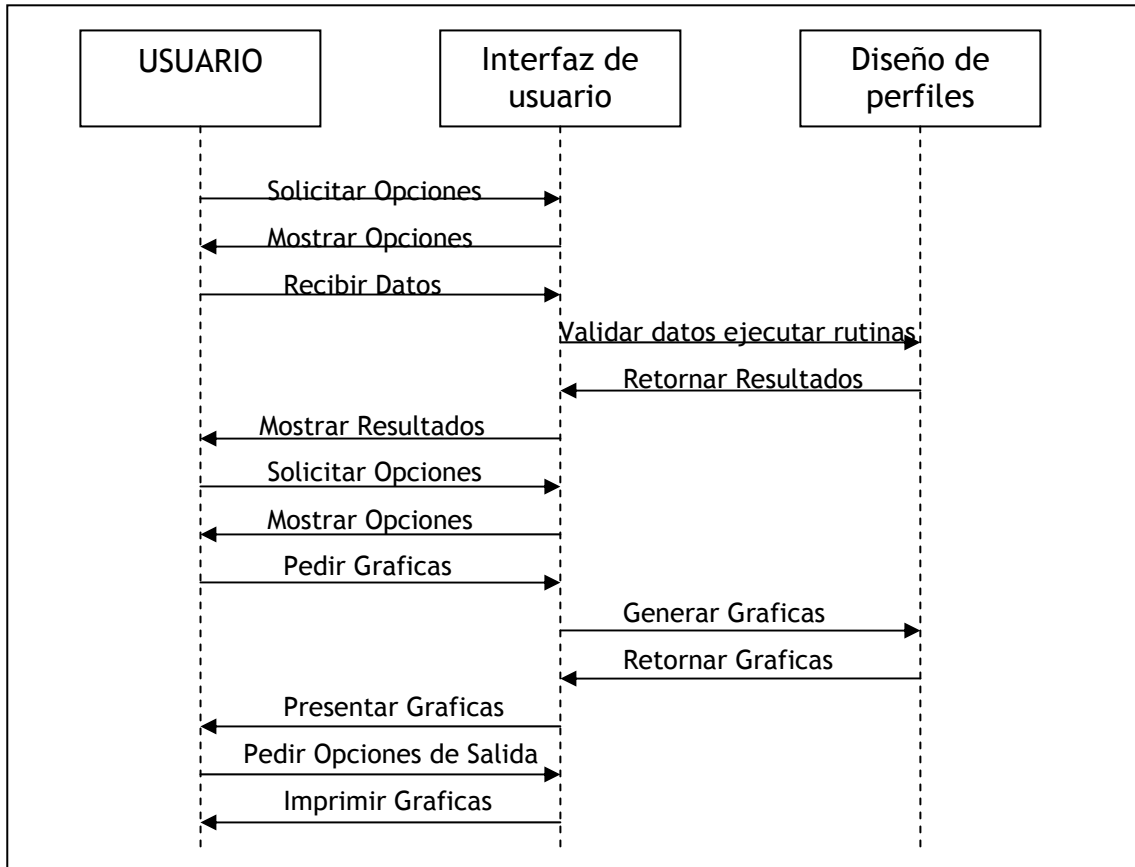 USUARIO
Interfaz de
usuario
Diseño de
perfiles
Solicitar Opciones
Mostrar Opciones
Recibir Datos
Validar datos ejecutar rutinas
Retornar Resultados
Mostrar Resultados
Solicitar Opciones
Mostrar Opciones
Pedir Graficas
Generar Graficas
Retornar Graficas
Presentar Graficas
Pedir Opciones de Salida
Imprimir Graficas